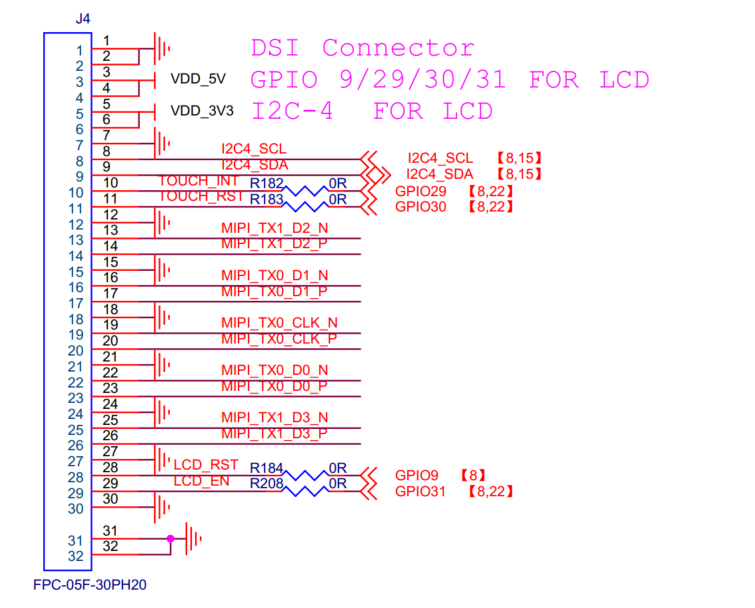 J4
DSI Connector
GPIO 9/29/30/31 FOR LCD
I2C-4 FOR LCD
1 1
2 2
3 3 VDD_5V
4 4
5 5 VDD_3V3
6 6
7 7
8 8 I2C4_SCL I2C4_SCL 【8,15】
9 9 I2C4_SDA I2C4_SDA 【8,15】
10 10 TOUCH_INT R182 0R GPIO29 【8,22】
11 11 TOUCH_RST R183 0R GPIO30 【8,22】
12 12
13 13 MIPI_TX1_D2_N
14 14 MIPI_TX1_D2_P
15 15
16 16 MIPI_TX0_D1_N
17 17 MIPI_TX0_D1_P
18 18
19 19 MIPI_TX0_CLK_N
20 20 MIPI_TX0_CLK_P
21 21
22 22 MIPI_TX0_D0_N
23 23 MIPI_TX0_D0_P
24 24
25 25 MIPI_TX1_D3_N
26 26 MIPI_TX1_D3_P
27 27
28 28 LCD_RST R184 0R GPIO9 【8】
29 29 LCD_EN R208 0R GPIO31 【8,22】
30 30
31 31
32 32
FPC-05F-30PH20